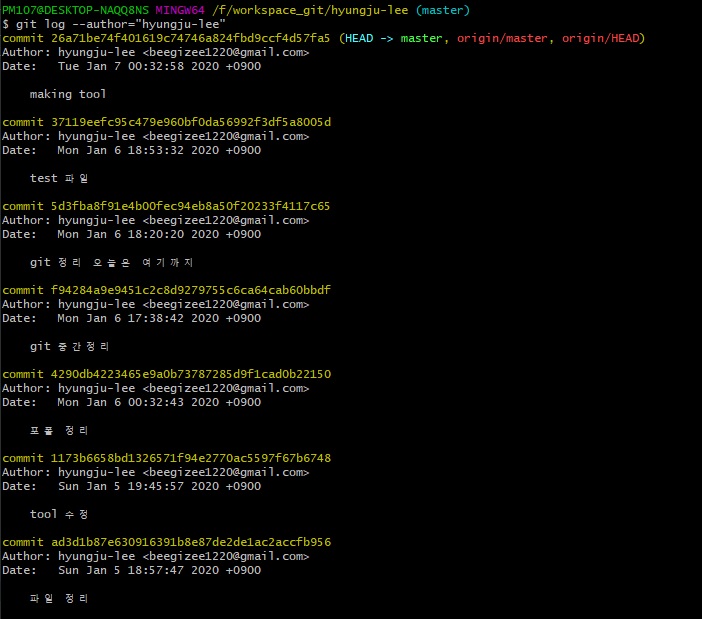 PM107@DESKTOP-NAQQ8NS MINGW64 /f/workspace_git/hyungju-lee (master)
$ git log --author="hyungju-lee"
commit 26a71be74f401619c74746a824fbd9ccf4d57fa5 (HEAD -> master, origin/master, origin/HEAD)
Author: hyungju-lee <beegizee1220@gmail.com>
Date:   Tue Jan 7 00:32:58 2020 +0900
making tool
commit 37119eefc95c479e960bf0da56992f3df5a8005d
Author: hyungju-lee <beegizee1220@gmail.com>
Date:   Mon Jan 6 18:53:32 2020 +0900
test 파일
commit 5d3fba8f91e4b00fec94eb8a50f20233f4117c65
Author: hyungju-lee <beegizee1220@gmail.com>
Date:   Mon Jan 6 18:20:20 2020 +0900
git 정리 오늘은 여기까지
commit f94284a9e9451c2c8d9279755c6ca64cab60bbdf
Author: hyungju-lee <beegizee1220@gmail.com>
Date:   Mon Jan 6 17:38:42 2020 +0900
git 중간정리
commit 4290db4223465e9a0b73787285d9f1cad0b22150
Author: hyungju-lee <beegizee1220@gmail.com>
Date:   Mon Jan 6 00:32:43 2020 +0900
포폴 정리
commit 1173b6658bd1326571f94e2770ac5597f67b6748
Author: hyungju-lee <beegizee1220@gmail.com>
Date:   Sun Jan 5 19:45:57 2020 +0900
tool 수정
commit ad3d1b87e630916391b8e87de2de1ac2accfb956
Author: hyungju-lee <beegizee1220@gmail.com>
Date:   Sun Jan 5 18:57:47 2020 +0900
파일 정리